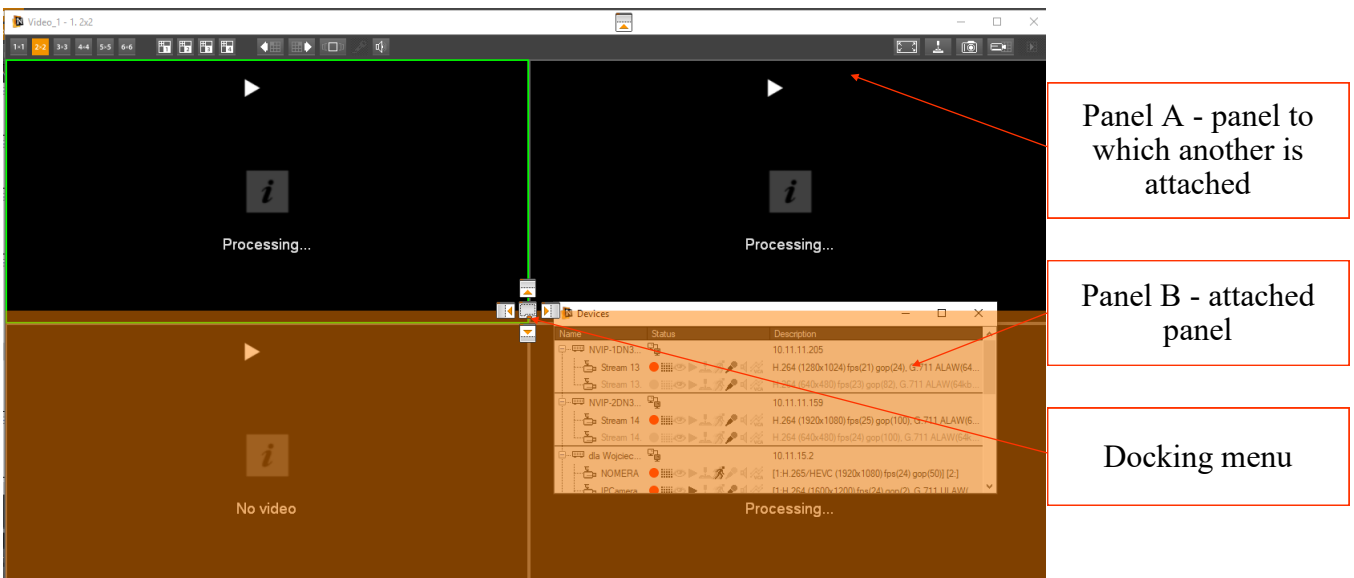 Video_1 - 1. 2x2
1×1 2×2 3×3 4×4 5×5 6×6
Panel A - panel to
which another is
attached
Processing...
Processing...
Panel B - attached
panel
Devices
Name Status Description
NVIP-1DN3... 10.11.11.205
Stream 13 H.264 (1280x1024) fps(21) gop(24), G.711 ALAW(64...
Stream 13. H.264 (640x480) fps(23) gop(82), G.711 ALAW(64kb...
NVIP-2DN3... 10.11.11.159
Stream 14 H.264 (1920x1080) fps(25) gop(100), G.711 ALAW(6...
Stream 14. H.264 (640x480) fps(24) gop(100), G.711 ALAW(64k...
dla Wojciec... 10.11.15.2
NOMERA [1:H.265/HEVC (1920x1080) fps(24) gop(50)] [2:]
IPCamera [1:H.264 (1600x1200) fps(24) gop(2), G.711 ULAW(
Docking menu
No video
Processing...